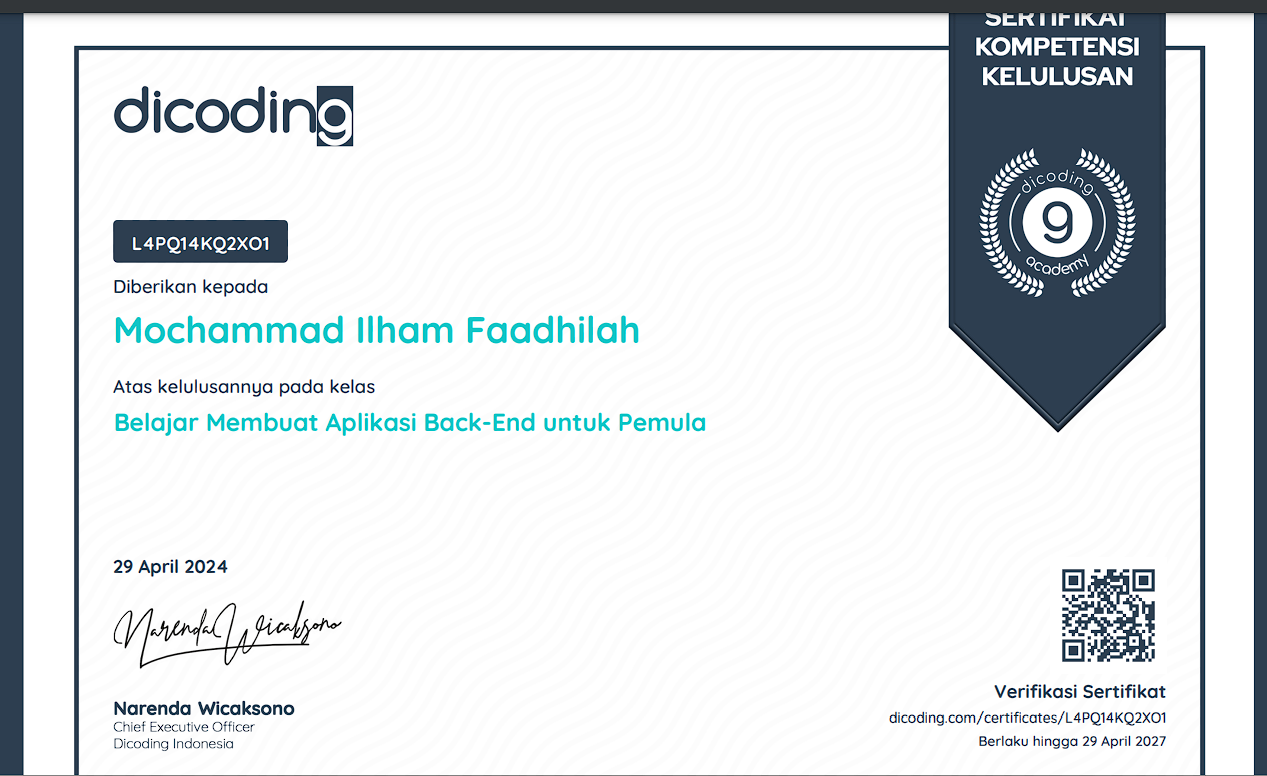 SERTIFIKAT
KOMPETENSI
KELULUSAN
dicoding
dicoding
9
academy
L4PQ14KQ2XO1
Diberikan kepada
Mochammad Ilham Faadhilah
Atas kelulusannya pada kelas
Belajar Membuat Aplikasi Back-End untuk Pemula
29 April 2024
Narenda Wicaksono
Narenda Wicaksono
Chief Executive Officer
Dicoding Indonesia
Verifikasi Sertifikat
dicoding.com/certificates/L4PQ14KQ2XO1
Berlaku hingga 29 April 2027